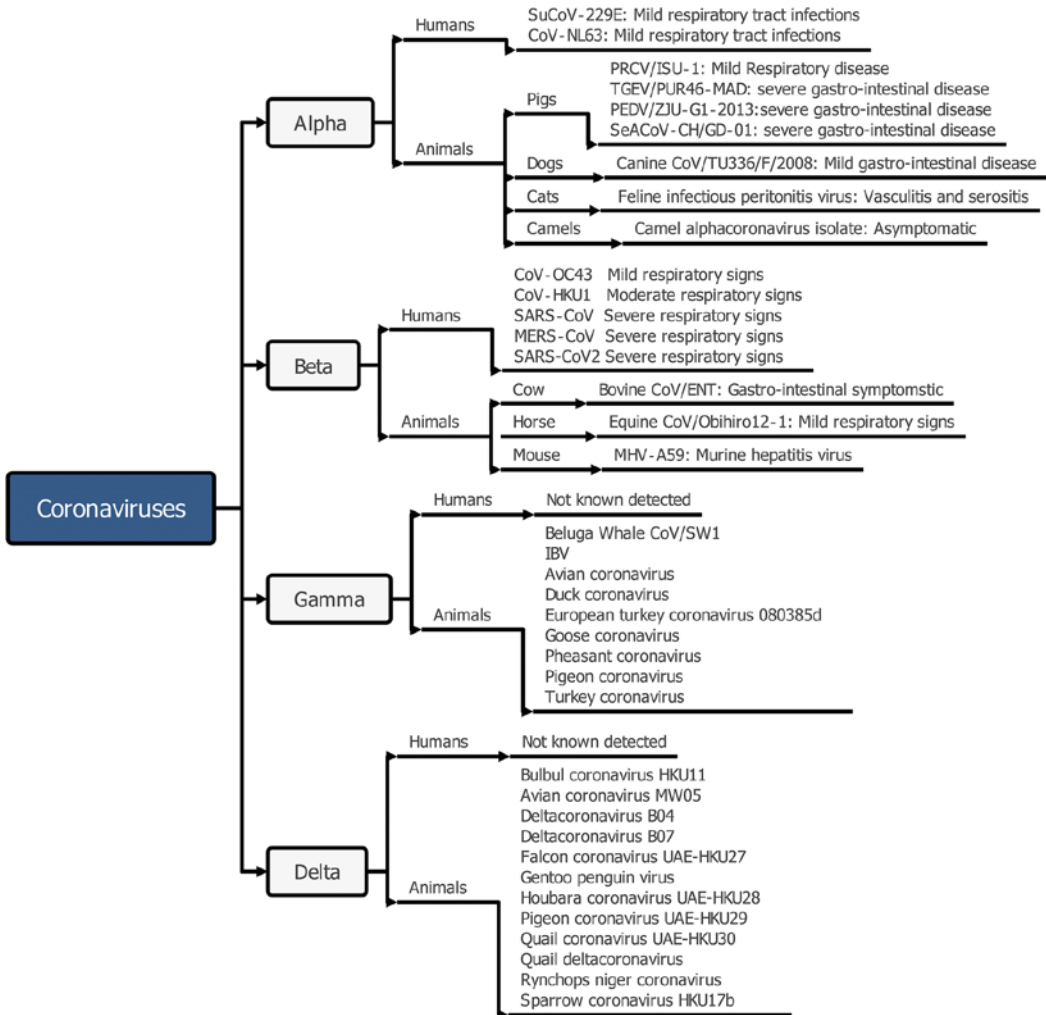 Coronaviruses
Alpha
Humans
SuCoV-229E: Mild respiratory tract infections
CoV-NL63: Mild respiratory tract infections
Animals
Pigs
PRCV/ISU-1: Mild Respiratory disease
TGEV/PUR46-MAD: severe gastro-intestinal disease
PEDV/ZJU-G1-2013:severe gastro-intestinal disease
SeACoV-CH/GD-01: severe gastro-intestinal disease
Dogs
Canine CoV/TU336/F/2008: Mild gastro-intestinal disease
Cats
Feline infectious peritonitis virus: Vasculitis and serositis
Camels
Camel alphacoronavirus isolate: Asymptomatic
Beta
Humans
CoV-OC43 Mild respiratory signs
CoV-HKU1 Moderate respiratory signs
SARS-CoV Severe respiratory signs
MERS-CoV Severe respiratory signs
SARS-CoV2 Severe respiratory signs
Animals
Cow
Bovine CoV/ENT: Gastro-intestinal symptomstic
Horse
Equine CoV/Obihiro12-1: Mild respiratory signs
Mouse
MHV-A59: Murine hepatitis virus
Gamma
Humans
Not known detected
Animals
Beluga Whale CoV/SW1
IBV
Avian coronavirus
Duck coronavirus
European turkey coronavirus 080385d
Goose coronavirus
Pheasant coronavirus
Pigeon coronavirus
Turkey coronavirus
Delta
Humans
Not known detected
Animals
Bulbul coronavirus HKU11
Avian coronavirus MW05
Deltacoronavirus B04
Deltacoronavirus B07
Falcon coronavirus UAE-HKU27
Gentoo penguin virus
Houbara coronavirus UAE-HKU28
Pigeon coronavirus UAE-HKU29
Quail coronavirus UAE-HKU30
Quail deltacoronavirus
Rynchops niger coronavirus
Sparrow coronavirus HKU17b